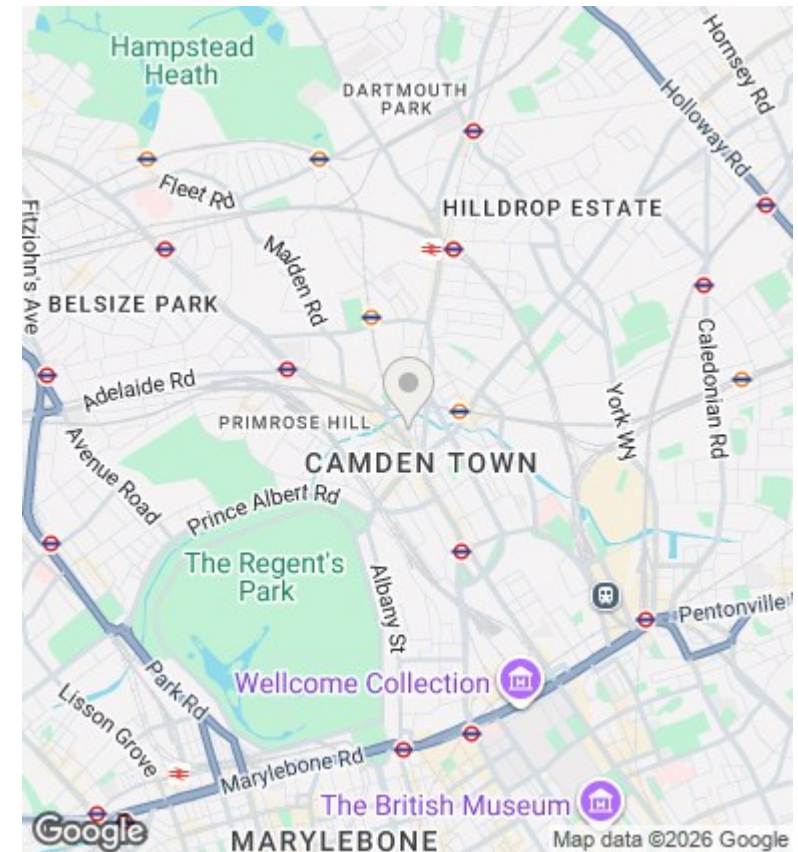 Hampstead
Heath
Hornsey Rd
DARTMOUTH
PARK
Holloway Rd
Fleet Rd
HILLDROP ESTATE
Fitzjohn's Ave
Malden Rd
BELSIZE PARK
Caledonian Rd
Adelaide Rd
York Wy
PRIMROSE HILL
CAMDEN TOWN
Avenue Road
Prince Albert Rd
The Regent's
Park
Albany St
Pentonville
Wellcome Collection
Park Rd
Lisson Grove
Marylebone Rd
The British Museum
Google
MARYLEBONE
Map data ©2026 Google